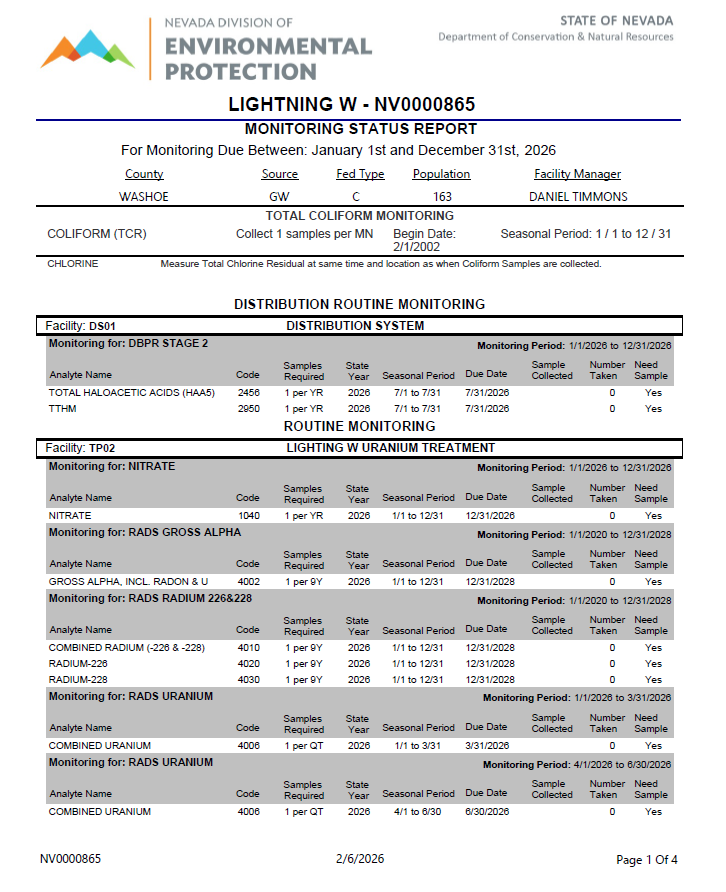 NEVADA DIVISION OF
ENVIRONMENTAL
PROTECTION
STATE OF NEVADA
Department of Conservation & Natural Resources
LIGHTNING W - NV0000865
MONITORING STATUS REPORT
For Monitoring Due Between: January 1st and December 31st, 2026
County Source Fed Type Population Facility Manager
WASHOE GW C 163 DANIEL TIMMONS
TOTAL COLIFORM MONITORING
COLIFORM (TCR) Collect 1 samples per MN Begin Date: 2/1/2002 Seasonal Period: 1 / 1 to 12 / 31
CHLORINE Measure Total Chlorine Residual at same time and location as when Coliform Samples are collected.
DISTRIBUTION ROUTINE MONITORING
Facility: DS01 DISTRIBUTION SYSTEM
Monitoring for: DBPR STAGE 2 Monitoring Period: 1/1/2026 to 12/31/2026
Analyte Name Code Samples Required State Year Seasonal Period Due Date Sample Collected Number Taken Need Sample
TOTAL HALOACETIC ACIDS (HAA5) 2456 1 per YR 2026 7/1 to 7/31 7/31/2026 0 Yes
TTHM 2950 1 per YR 2026 7/1 to 7/31 7/31/2026 0 Yes
ROUTINE MONITORING
Facility: TP02 LIGHTING W URANIUM TREATMENT
Monitoring for: NITRATE Monitoring Period: 1/1/2026 to 12/31/2026
Analyte Name Code Samples Required State Year Seasonal Period Due Date Sample Collected Number Taken Need Sample
NITRATE 1040 1 per YR 2026 1/1 to 12/31 12/31/2026 0 Yes
Monitoring for: RADS GROSS ALPHA Monitoring Period: 1/1/2020 to 12/31/2028
Analyte Name Code Samples Required State Year Seasonal Period Due Date Sample Collected Number Taken Need Sample
GROSS ALPHA, INCL. RADON & U 4002 1 per 9Y 2026 1/1 to 12/31 12/31/2028 0 Yes
Monitoring for: RADS RADIUM 226&228 Monitoring Period: 1/1/2020 to 12/31/2028
Analyte Name Code Samples Required State Year Seasonal Period Due Date Sample Collected Number Taken Need Sample
COMBINED RADIUM (-226 & -228) 4010 1 per 9Y 2026 1/1 to 12/31 12/31/2028 0 Yes
RADIUM-226 4020 1 per 9Y 2026 1/1 to 12/31 12/31/2028 0 Yes
RADIUM-228 4030 1 per 9Y 2026 1/1 to 12/31 12/31/2028 0 Yes
Monitoring for: RADS URANIUM Monitoring Period: 1/1/2026 to 3/31/2026
Analyte Name Code Samples Required State Year Seasonal Period Due Date Sample Collected Number Taken Need Sample
COMBINED URANIUM 4006 1 per QT 2026 1/1 to 3/31 3/31/2026 0 Yes
Monitoring for: RADS URANIUM Monitoring Period: 4/1/2026 to 6/30/2026
Analyte Name Code Samples Required State Year Seasonal Period Due Date Sample Collected Number Taken Need Sample
COMBINED URANIUM 4006 1 per QT 2026 4/1 to 6/30 6/30/2026 0 Yes
NV0000865 2/6/2026 Page 1 Of 4